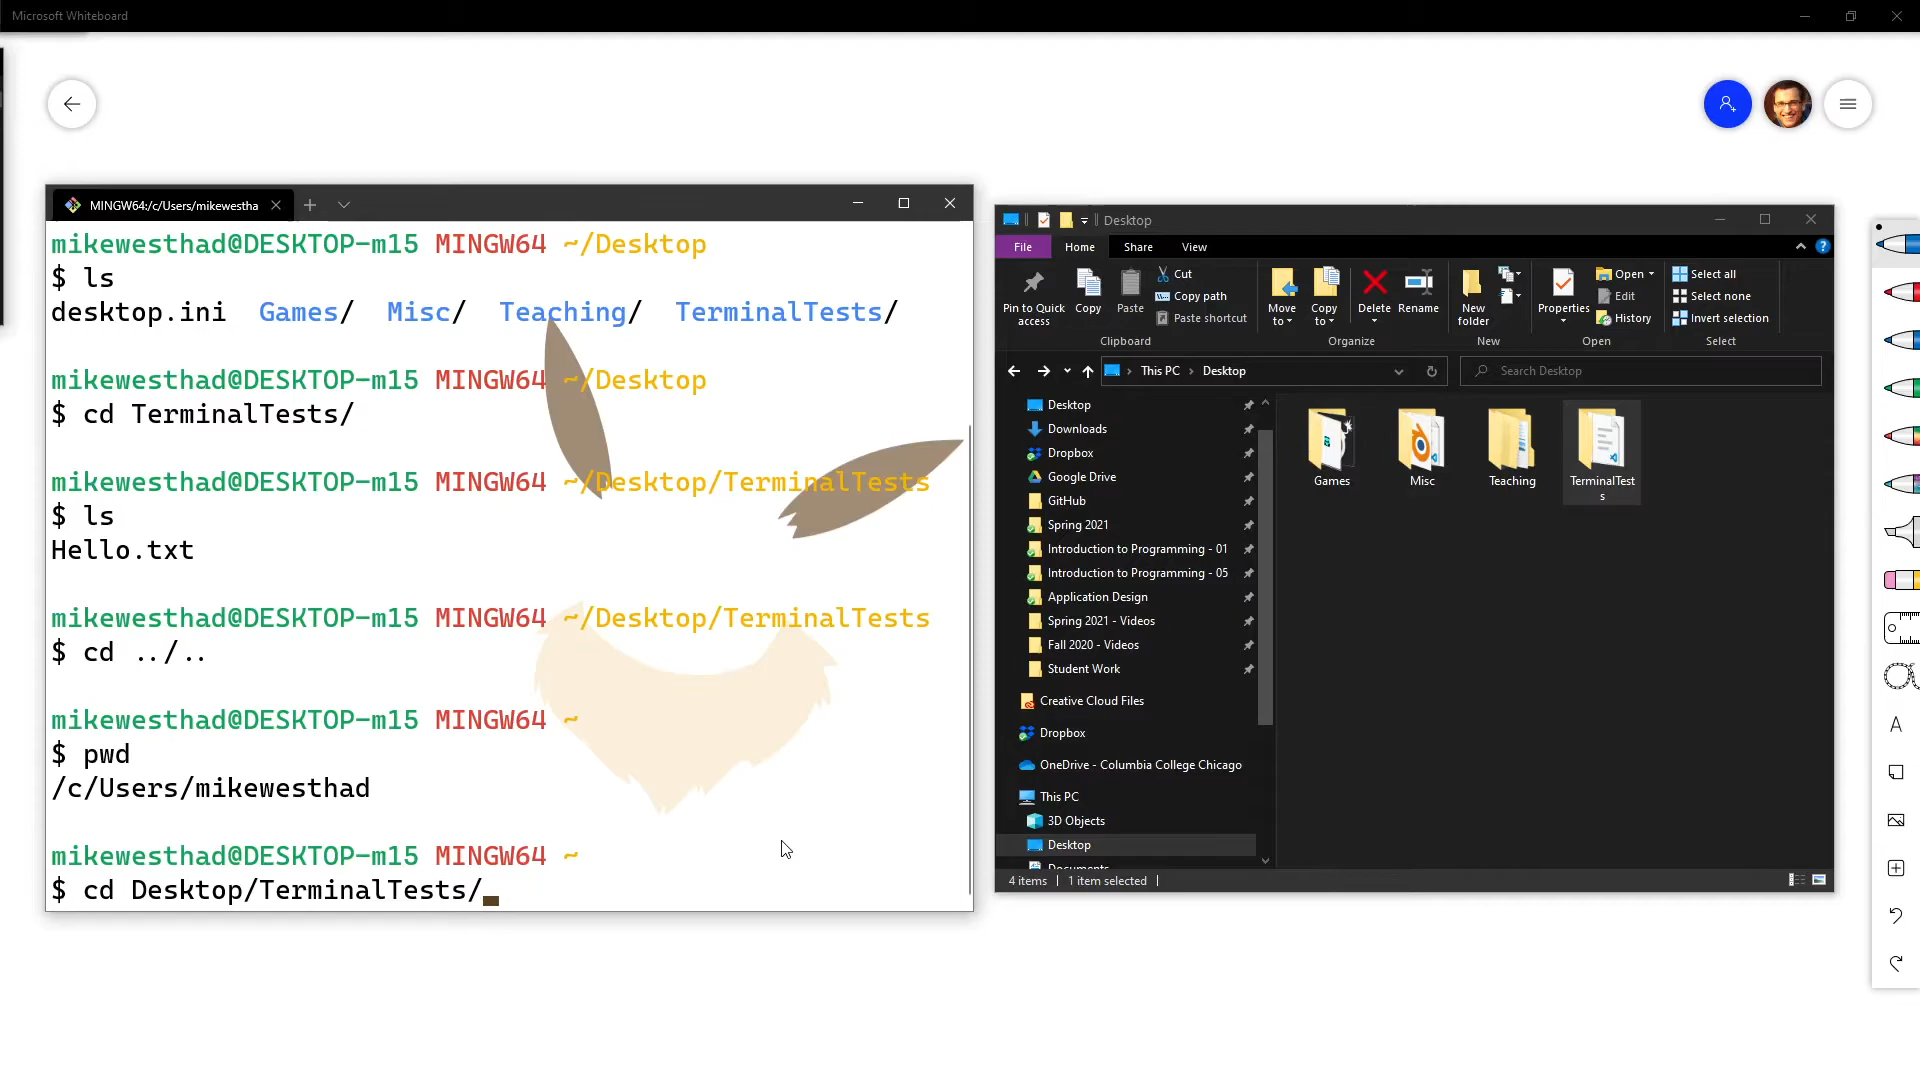 Microsoft Whiteboard
MINGW64:/c/Users/mikewestha
mikewesthad@DESKTOP-m15 MINGW64 ~/Desktop
$ ls
desktop.ini  Games/  Misc/  Teaching/  TerminalTests/
mikewesthad@DESKTOP-m15 MINGW64 ~/Desktop
$ cd TerminalTests/
mikewesthad@DESKTOP-m15 MINGW64 ~/Desktop/TerminalTests
$ ls
Hello.txt
mikewesthad@DESKTOP-m15 MINGW64 ~/Desktop/TerminalTests
$ cd ../..
mikewesthad@DESKTOP-m15 MINGW64 ~
$ pwd
/c/Users/mikewesthad
mikewesthad@DESKTOP-m15 MINGW64 ~
$ cd Desktop/TerminalTests/
Desktop
File Home Share View
Pin to Quick access
Copy
Paste
Cut
Copy path
Paste shortcut
Clipboard
Move to
Copy to
Delete
Rename
Organize
New folder
New
Properties
Open
Edit
History
Open
Select all
Select none
Invert selection
Select
This PC › Desktop
Search Desktop
Desktop
Downloads
Dropbox
Google Drive
GitHub
Spring 2021
Introduction to Programming - 01
Introduction to Programming - 05
Application Design
Spring 2021 - Videos
Fall 2020 - Videos
Student Work
Creative Cloud Files
Dropbox
OneDrive - Columbia College Chicago
This PC
3D Objects
Desktop
Documents
Games
Misc
Teaching
TerminalTest
s
4 items 1 item selected
A